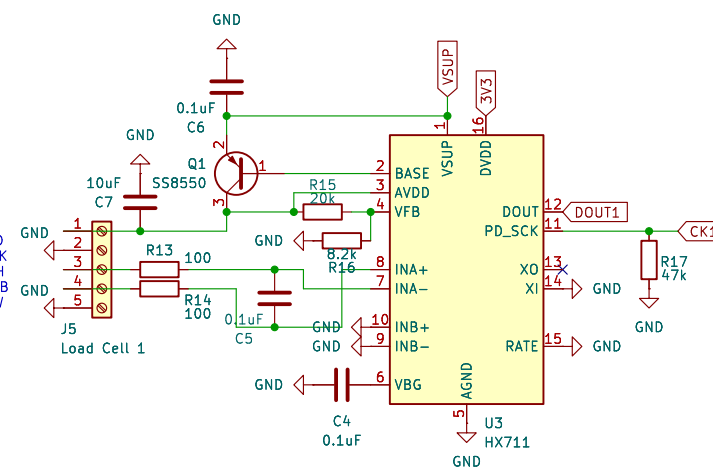 GND
VSUP
3V3
0.1uF
C6
16
1
VSUP
DVDD
GND
2
Q1
1
2
BASE
10uF
SS8550
C7
R15
20k
3
AVDD
3
4
VFB
DOUT
12
DOUT1
GND
1
PD_SCK
11
CK1
O
2
GND
8.2k
K
R13
100
R16
R17
47k
H
3
8
INA+
XO
13
GND
4
B
7
INA-
XI
14
GND
W
5
R14
100
0.1uF
C5
GND
10
INB+
GND
J5
Load Cell 1
GND
9
INB-
RATE
15
GND
GND
6
VBG
AGND
5
C4
0.1uF
U3
HX711
GND